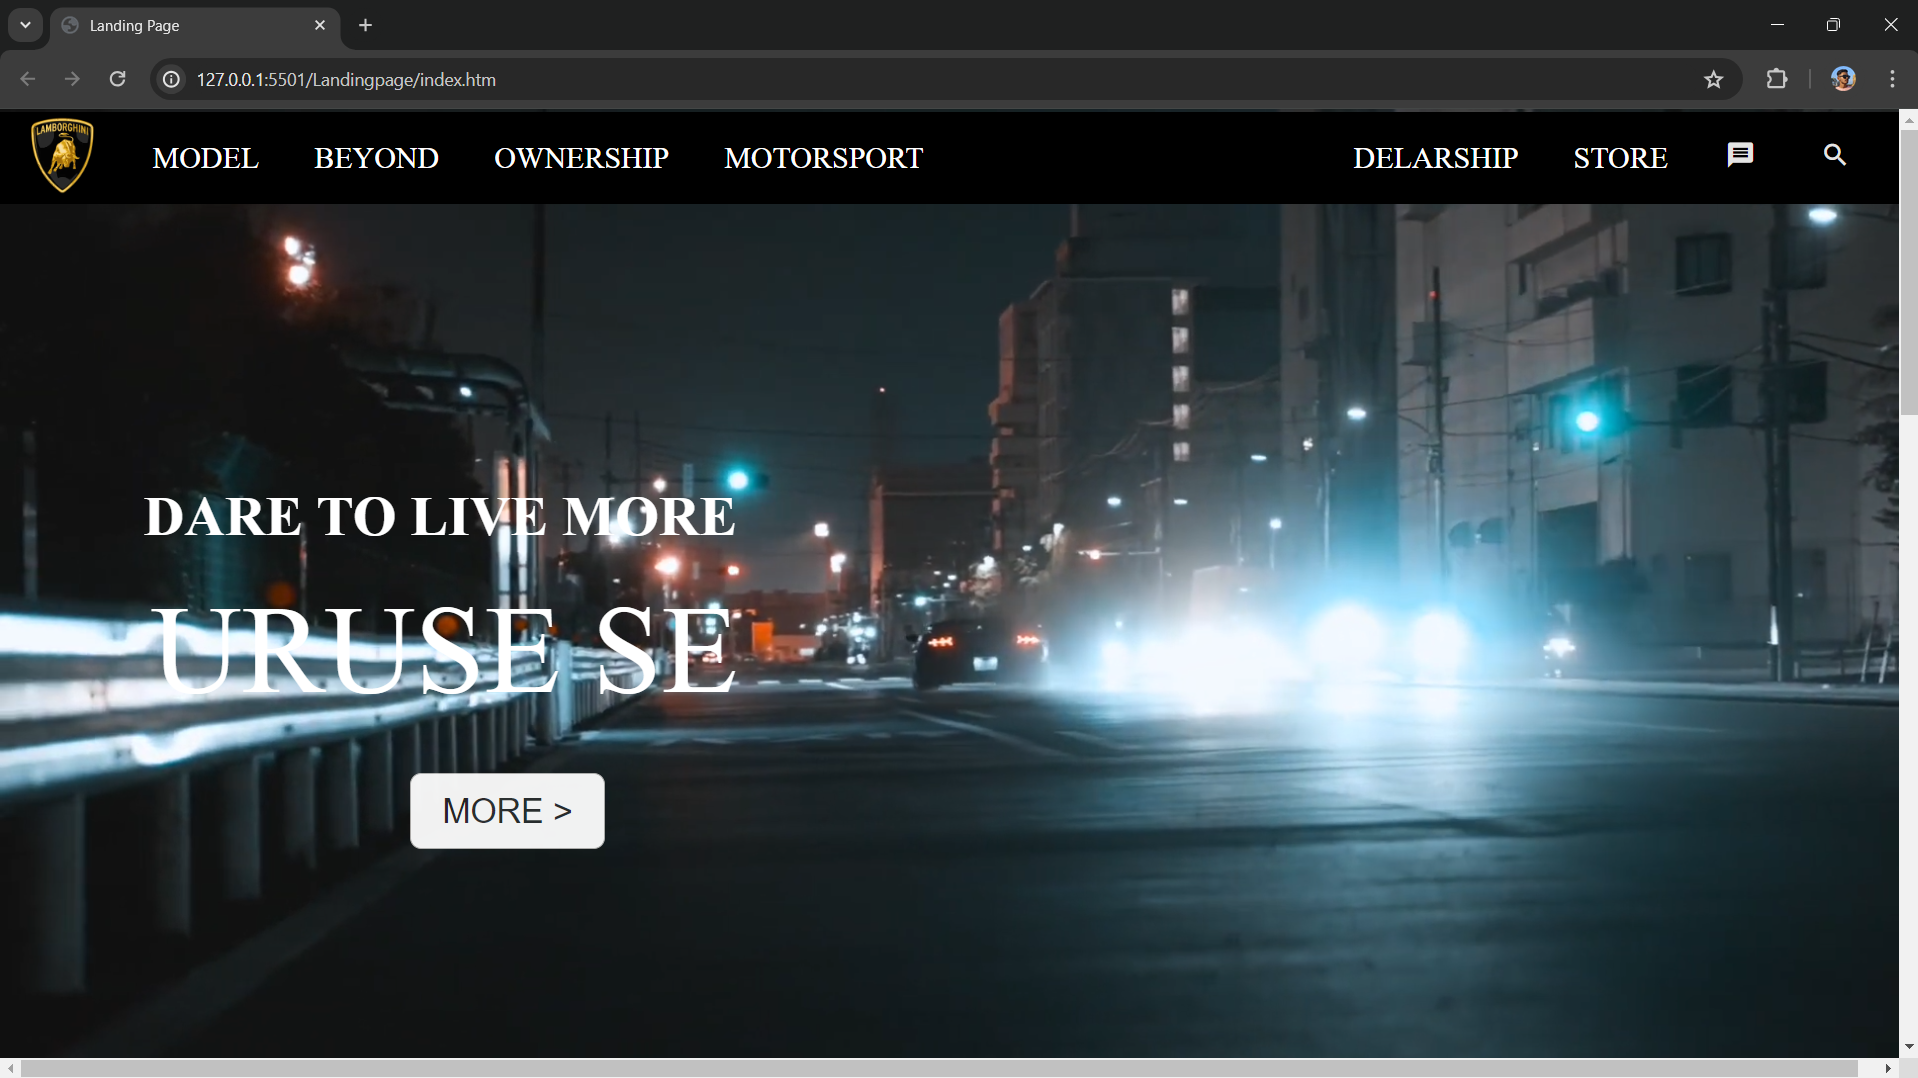 Landing Page
127.0.0.1:5501/Landingpage/index.htm
LAMBORGHINI
MODEL BEYOND OWNERSHIP MOTORSPORT DELARSHIP STORE
DARE TO LIVE MORE
URUSE SE
MORE >